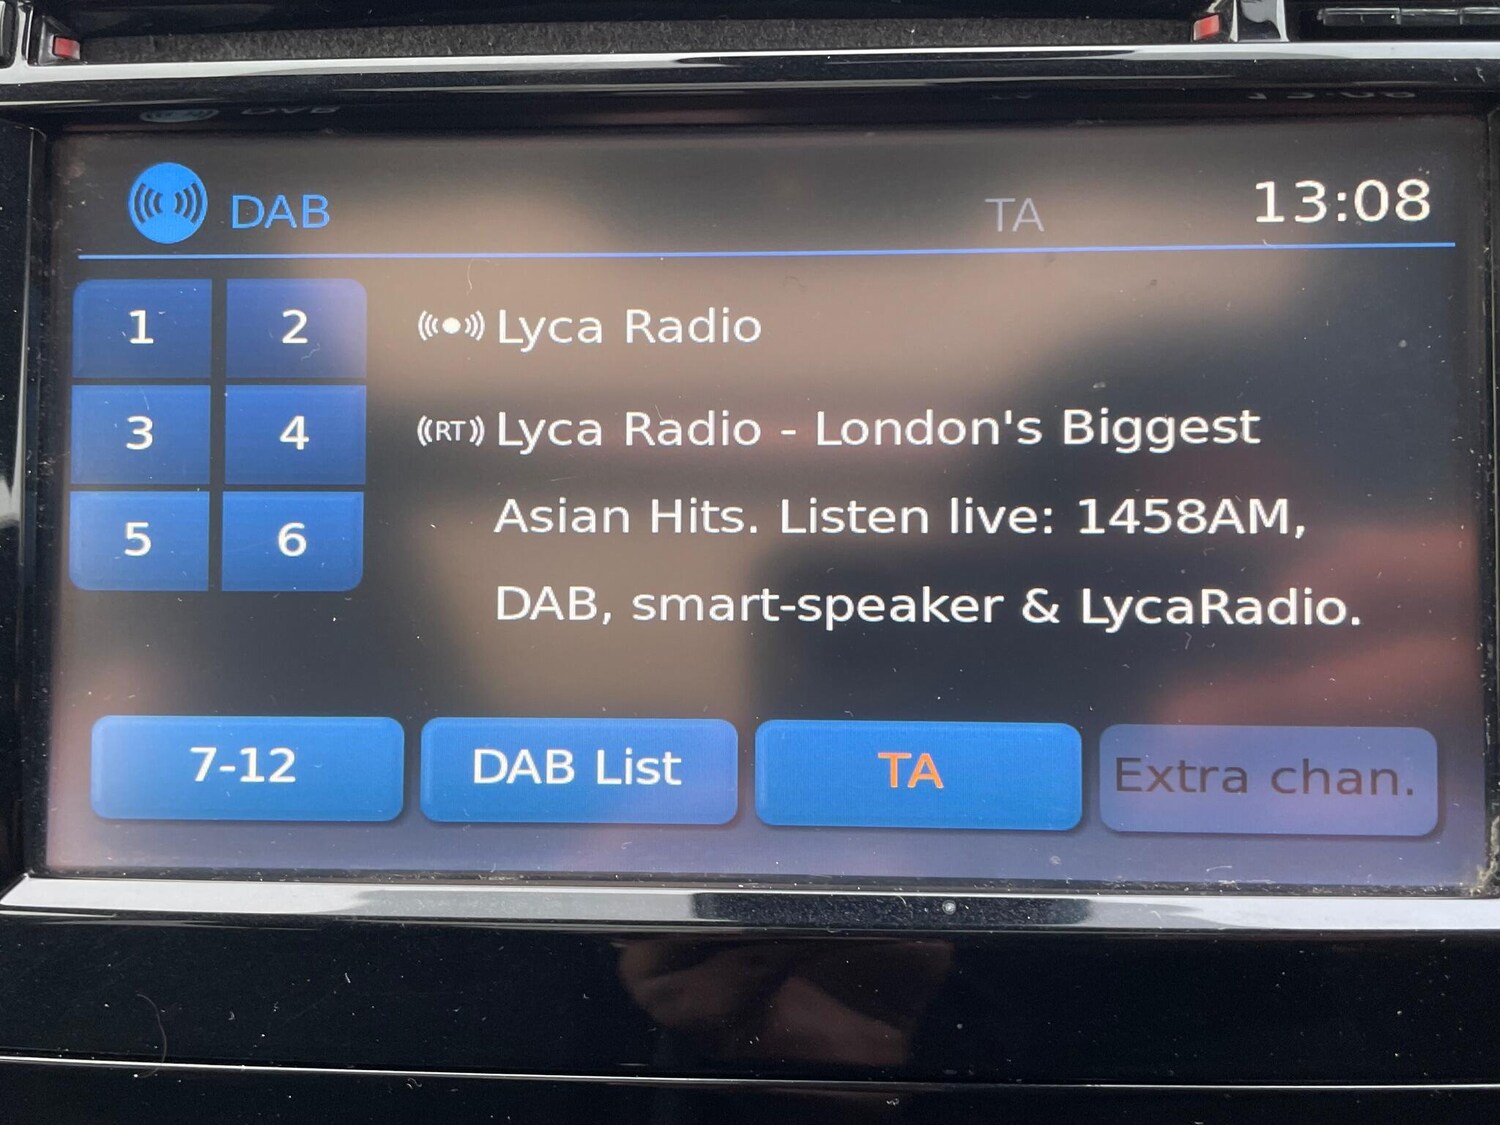 DAB TA 13:08
1 2
3 4
5 6
Lyca Radio
RT Lyca Radio - London's Biggest
Asian Hits. Listen live: 1458AM,
DAB, smart-speaker & LycaRadio.
7-12 DAB List TA Extra chan.